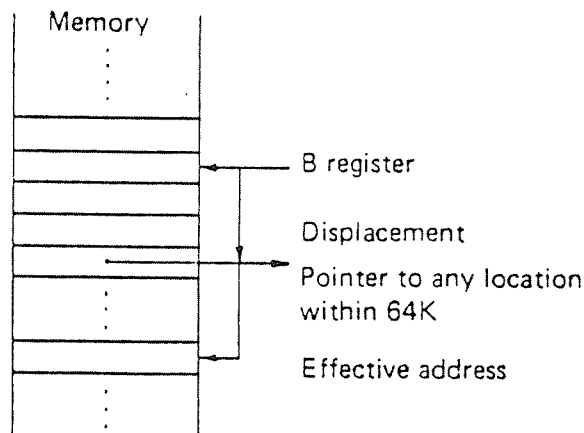 Memory
B register
Displacement
Pointer to any location
within 64K
Effective address